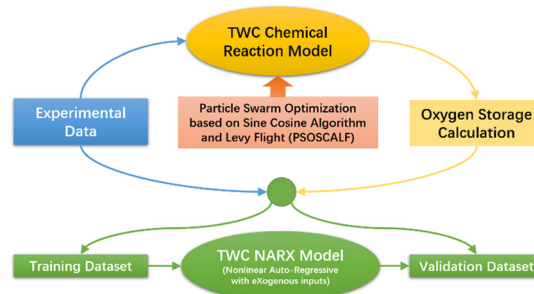 TWC Chemical
Reaction Model
Experimental
Data
Particle Swarm Optimization
based on Sine Cosine Algorithm
and Levy Flight (PSOSCALF)
Oxygen Storage
Calculation
Training Dataset
TWC NARX Model
(Nonlinear Auto-Regressive
with eXogenous inputs)
Validation Dataset